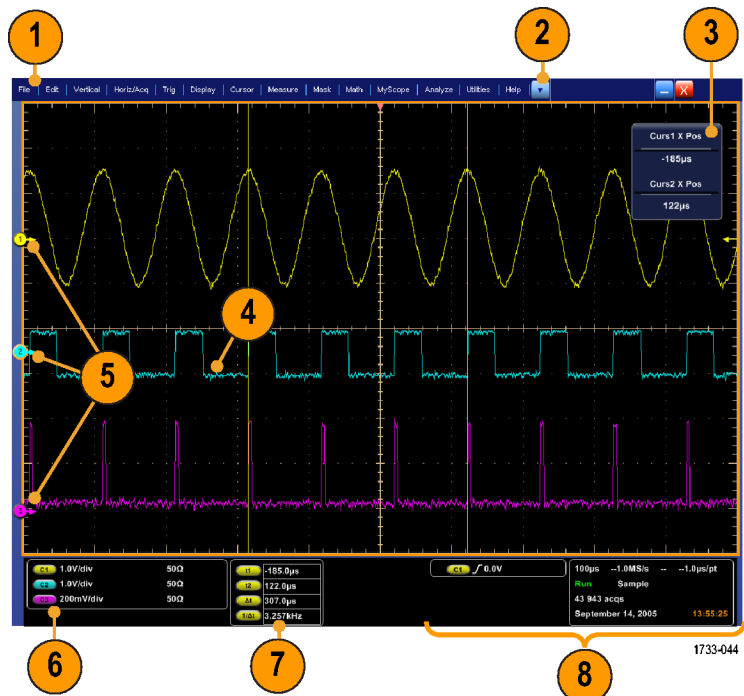 1
2
3
File Edit Vertical Horiz/Acq Trig Display Cursor Measure Mask Math MyScope Analyze Utilities Help
X
Curs1 X Pos
-185µs
Curs2 X Pos
122µs
1
4
2
5
3
C1 1.0V/div 50Ω
C2 1.0V/div 50Ω
C3 200mV/div 50Ω
t1 -185.0µs
t2 122.0µs
Δt 307.0µs
1/Δt 3.257kHz
C1 0.0V
100µs --1.0MS/s -- --1.0µs/pt
Run Sample
43 943 acqs
September 14, 2005 13:55:25
1733-044
6
7
8